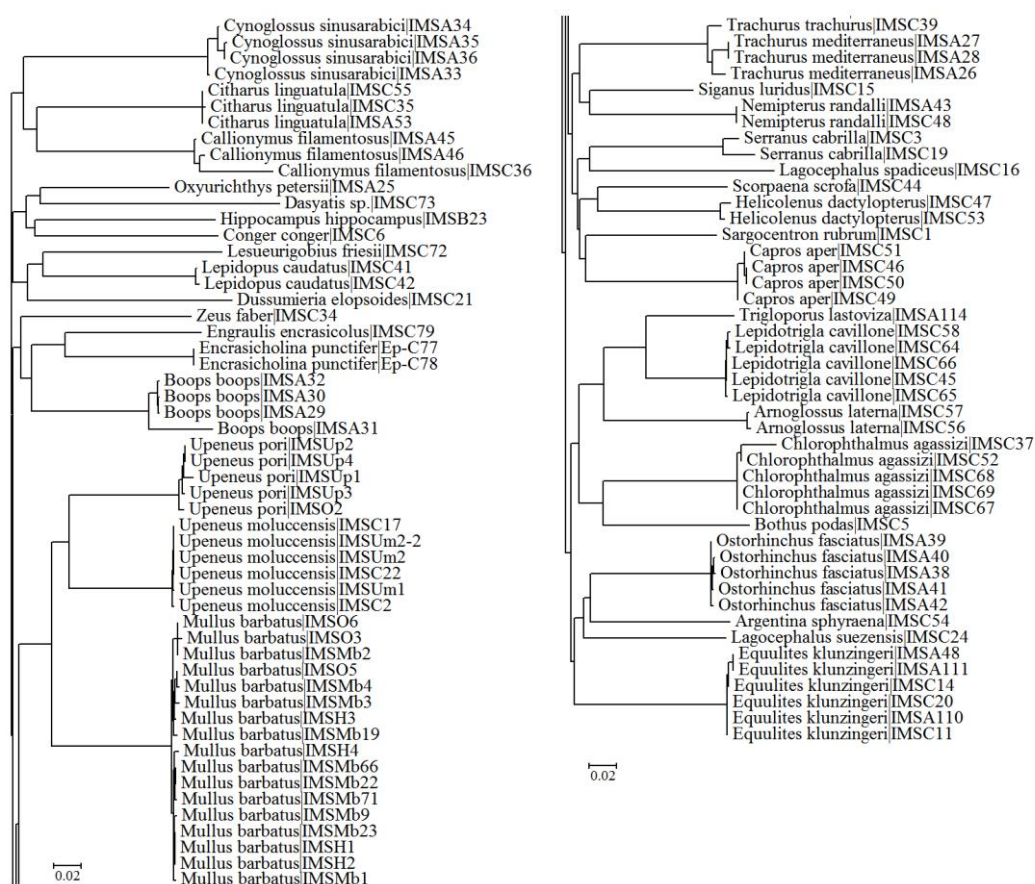 Cynoglossus sinusarabici|IMSA34
Cynoglossus sinusarabici|IMSA35
Cynoglossus sinusarabici|IMSA36
Cynoglossus sinusarabici|IMSA33
Citharus linguatula|IMSC55
Citharus linguatula|IMSC35
Citharus linguatula|IMSA53
Callionymus filamentosus|IMSA45
Callionymus filamentosus|IMSA46
Callionymus filamentosus|IMSC36
Oxyurichthys petersii|IMSA25
Dasyatis sp.|IMSC73
Hippocampus hippocampus|IMSB23
Conger conger|IMSC6
Lesueurigobius friesii|IMSC72
Lepidopus caudatus|IMSC41
Lepidopus caudatus|IMSC42
Dussumieria elopsoides|IMSC21
Zeus faber|IMSC34
Engraulis encrasicolus|IMSC79
Encrasicholina punctifer|Ep-C77
Encrasicholina punctifer|Ep-C78
Boops boops|IMSA32
Boops boops|IMSA30
Boops boops|IMSA29
Boops boops|IMSA31
Upeneus pori|IMSUp2
Upeneus pori|IMSUp4
Upeneus pori|IMSUp1
Upeneus pori|IMSUp3
Upeneus pori|IMSO2
Upeneus moluccensis|IMSC17
Upeneus moluccensis|IMSUm2-2
Upeneus moluccensis|IMSUm2
Upeneus moluccensis|IMSC22
Upeneus moluccensis|IMSUm1
Upeneus moluccensis|IMSC2
Mullus barbatus|IMSO6
Mullus barbatus|IMSO3
Mullus barbatus|IMSMb2
Mullus barbatus|IMSO5
Mullus barbatus|IMSMb4
Mullus barbatus|IMSMb3
Mullus barbatus|IMSH3
Mullus barbatus|IMSMb19
Mullus barbatus|IMSH4
Mullus barbatus|IMSMb66
Mullus barbatus|IMSMb22
Mullus barbatus|IMSMb71
Mullus barbatus|IMSMb9
Mullus barbatus|IMSMb23
Mullus barbatus|IMSH1
Mullus barbatus|IMSH2
Mullus barbatus|IMSMb1
0.02
Trachurus trachurus|IMSC39
Trachurus mediterraneus|IMSA27
Trachurus mediterraneus|IMSA28
Trachurus mediterraneus|IMSA26
Siganus luridus|IMSC15
Nemipterus randalli|IMSA43
Nemipterus randalli|IMSC48
Serranus cabrilla|IMSC3
Serranus cabrilla|IMSC19
Lagocephalus spadiceus|IMSC16
Scorpaena scrofa|IMSC44
Helicolenus dactylopterus|IMSC47
Helicolenus dactylopterus|IMSC53
Sargocentron rubrum|IMSC1
Capros aper|IMSC51
Capros aper|IMSC46
Capros aper|IMSC50
Capros aper|IMSC49
Trigloporus lastoviza|IMSA114
Lepidotrigla cavillone|IMSC58
Lepidotrigla cavillone|IMSC64
Lepidotrigla cavillone|IMSC66
Lepidotrigla cavillone|IMSC45
Lepidotrigla cavillone|IMSC65
Arnoglossus laterna|IMSC57
Arnoglossus laterna|IMSC56
Chlorophthalmus agassizi|IMSC37
Chlorophthalmus agassizi|IMSC52
Chlorophthalmus agassizi|IMSC68
Chlorophthalmus agassizi|IMSC69
Chlorophthalmus agassizi|IMSC67
Bothus podas|IMSC5
Ostorhinchus fasciatus|IMSA39
Ostorhinchus fasciatus|IMSA40
Ostorhinchus fasciatus|IMSA38
Ostorhinchus fasciatus|IMSA41
Ostorhinchus fasciatus|IMSA42
Argentina sphyraena|IMSC54
Lagocephalus suezensis|IMSC24
Equulites klunzingeri|IMSA48
Equulites klunzingeri|IMSA111
Equulites klunzingeri|IMSC14
Equulites klunzingeri|IMSC20
Equulites klunzingeri|IMSA110
Equulites klunzingeri|IMSC11
0.02